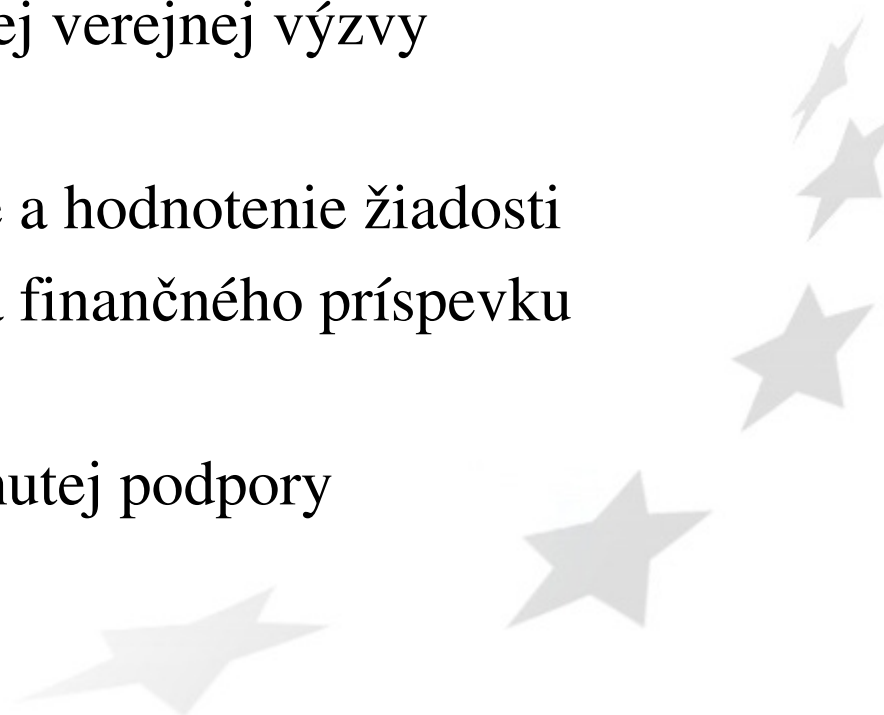 ej verejnej výzvy
a hodnotenie žiadosti
finančného príspevku
nutej podpory